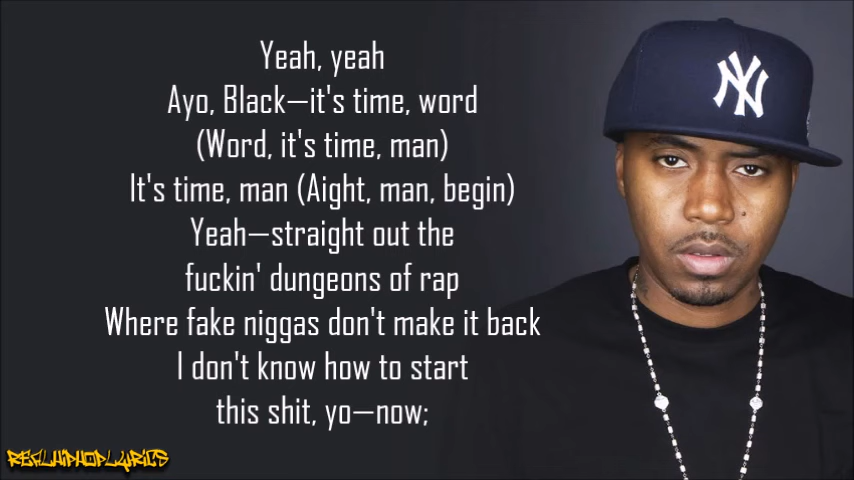 Yeah, yeah
Ayo, Black—it's time, word
(Word, it's time, man)
It's time, man (Aight, man, begin)
Yeah—straight out the
fuckin' dungeons of rap
Where fake niggas don't make it back
I don't know how to start
this shit, yo—now;
NY
REALHIPHOPLYRICS